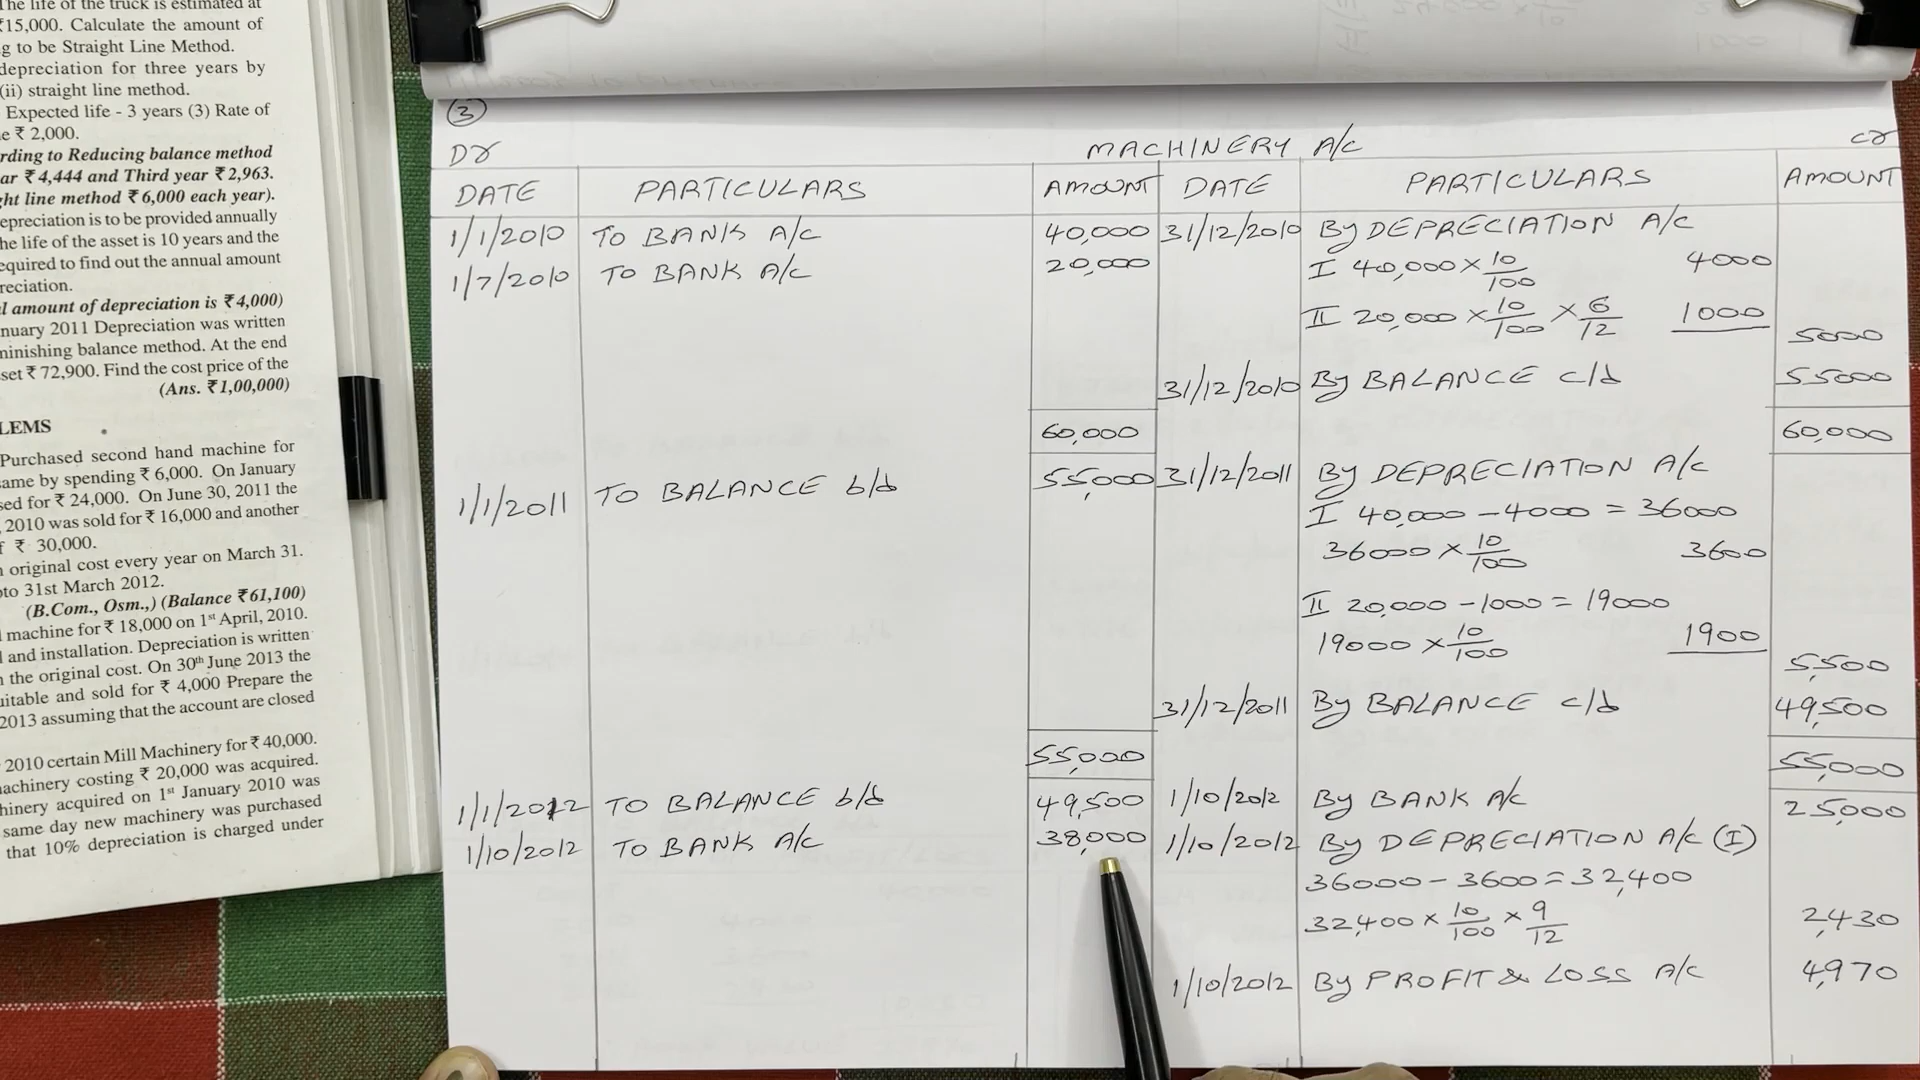 The life of the truck is estimated at
₹15,000. Calculate the amount of
g to be Straight Line Method.
depreciation for three years by
(ii) straight line method.
Expected life - 3 years (3) Rate of
e ₹ 2,000.
rding to Reducing balance method
ar ₹ 4,444 and Third year ₹ 2,963.
ght line method ₹ 6,000 each year).
epreciation is to be provided annually
he life of the asset is 10 years and the
equired to find out the annual amount
reciation.
l amount of depreciation is ₹ 4,000)
nuary 2011 Depreciation was written
minishing balance method. At the end
set ₹ 72,900. Find the cost price of the
(Ans. ₹ 1,00,000)
LEMS
Purchased second hand machine for
ame by spending ₹ 6,000. On January
sed for ₹ 24,000. On June 30, 2011 the
2010 was sold for ₹ 16,000 and another
f ₹ 30,000.
n original cost every year on March 31.
pto 31st March 2012.
(B.Com., Osm.,) (Balance ₹ 61,100)
machine for ₹ 18,000 on 1st April, 2010.
and installation. Depreciation is written
n the original cost. On 30th June 2013 the
uitable and sold for ₹ 4,000 Prepare the
2013 assuming that the account are closed
2010 certain Mill Machinery for ₹ 40,000.
achinery costing ₹ 20,000 was acquired.
hinery acquired on 1st January 2010 was
same day new machinery was purchased
that 10% depreciation is charged under
3
Dr MACHINERY A/c Cr
DATE PARTICULARS AMOUNT DATE PARTICULARS AMOUNT
1/1/2010 TO BANK A/c 40,000 31/12/2010 By DEPRECIATION A/c
1/7/2010 TO BANK A/c 20,000 I 40,000 × 10/100 4000
II 20,000 × 10/100 × 6/12 1000
5000
31/12/2010 By BALANCE c/d 55000
60,000 60,000
1/1/2011 TO BALANCE b/d 55,000 31/12/2011 By DEPRECIATION A/c
I 40,000 - 4000 = 36000
36000 × 10/100 3600
II 20,000 - 1000 = 19000
19000 × 10/100 1900
5,500
31/12/2011 By BALANCE c/d 49,500
55,000 55,000
1/1/2012 TO BALANCE b/d 49,500 1/10/2012 By BANK A/c 25,000
1/10/2012 TO BANK A/c 38,000 1/10/2012 By DEPRECIATION A/c (I)
36000 - 3600 = 32,400
32,400 × 10/100 × 9/12 2,430
1/10/2012 By PROFIT & LOSS A/c 4,970